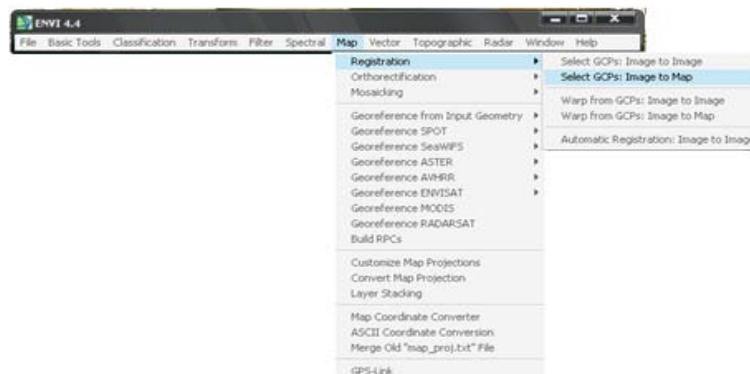 ENVI 4.4
File Basic Tools Classification Transform Filter Spectral Map Vector Topographic Radar Window Help
Registration
Orthorectification
Mosaicking
Georeference from Input Geometry
Georeference SPOT
Georeference SeaWiFS
Georeference ASTER
Georeference AVHRR
Georeference ENVISAT
Georeference MODIS
Georeference RADARSAT
Build RPCs
Customize Map Projections
Convert Map Projection
Layer Stacking
Map Coordinate Converter
ASCII Coordinate Conversion
Merge Old "map_proj.txt" File
GPS-Link
Select GCPs: Image to Image
Select GCPs: Image to Map
Warp from GCPs: Image to Image
Warp from GCPs: Image to Map
Automatic Registration: Image to Image